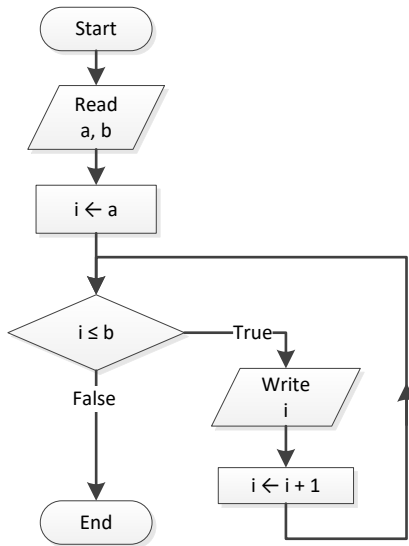 Start
Read
a, b
i ← a
i ≤ b
True
False
Write
i
i ← i + 1
End